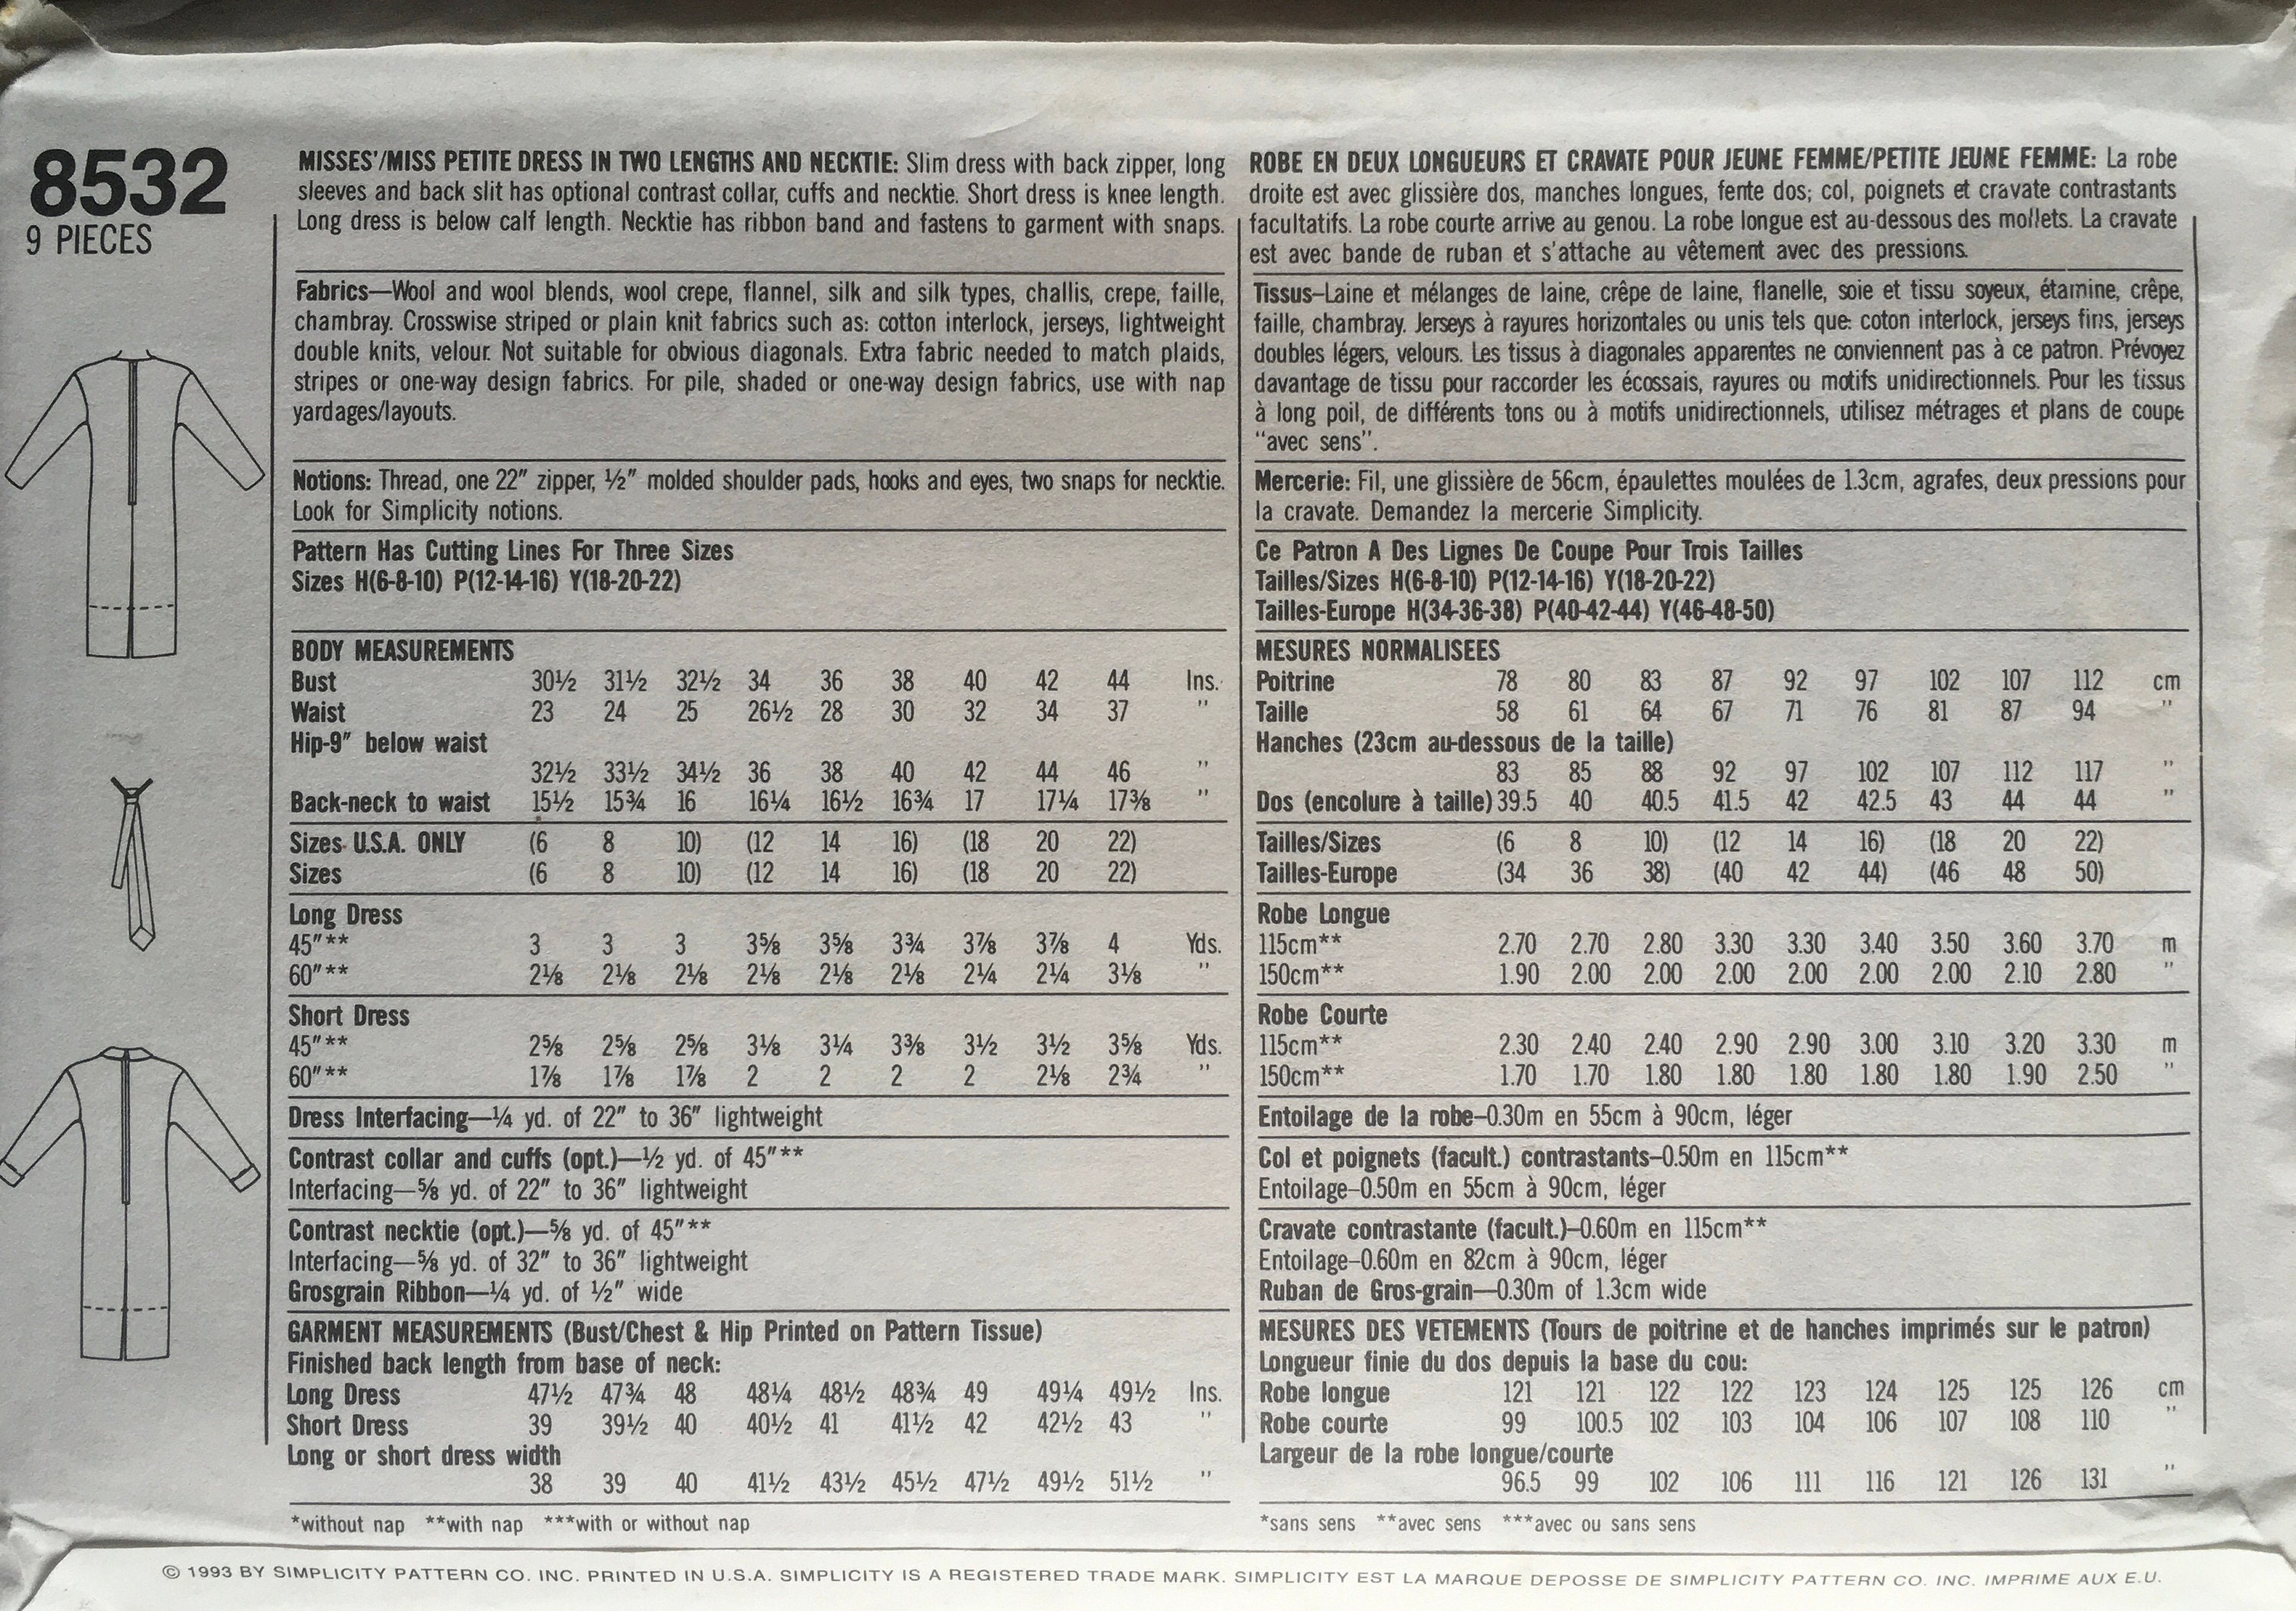 8532
9 PIECES
MISSES'/MISS PETITE DRESS IN TWO LENGTHS AND NECKTIE: Slim dress with back zipper, long
sleeves and back slit has optional contrast collar, cuffs and necktie. Short dress is knee length.
Long dress is below calf length. Necktie has ribbon band and fastens to garment with snaps.
Fabrics—Wool and wool blends, wool crepe, flannel, silk and silk types, challis, crepe, faille,
chambray. Crosswise striped or plain knit fabrics such as: cotton interlock, jerseys, lightweight
double knits, velour. Not suitable for obvious diagonals. Extra fabric needed to match plaids,
stripes or one-way design fabrics. For pile, shaded or one-way design fabrics, use with nap
yardages/layouts.
Notions: Thread, one 22" zipper, ½" molded shoulder pads, hooks and eyes, two snaps for necktie.
Look for Simplicity notions.
Pattern Has Cutting Lines For Three Sizes
Sizes H(6-8-10) P(12-14-16) Y(18-20-22)
BODY MEASUREMENTS
Bust 30½ 31½ 32½ 34 36 38 40 42 44 Ins.
Waist 23 24 25 26½ 28 30 32 34 37 "
Hip-9" below waist
32½ 33½ 34½ 36 38 40 42 44 46 "
Back-neck to waist 15½ 15¾ 16 16¼ 16½ 16¾ 17 17¼ 17⅜ "
Sizes U.S.A. ONLY (6 8 10) (12 14 16) (18 20 22)
Sizes (6 8 10) (12 14 16) (18 20 22)
Long Dress
45"** 3 3 3 3⅝ 3⅝ 3¾ 3⅞ 3⅞ 4 Yds.
60"** 2⅛ 2⅛ 2⅛ 2⅛ 2⅛ 2⅛ 2¼ 2¼ 3⅛ "
Short Dress
45"** 2⅝ 2⅝ 2⅝ 3⅛ 3¼ 3⅜ 3½ 3½ 3⅝ Yds.
60"** 1⅞ 1⅞ 1⅞ 2 2 2 2 2⅛ 2¾ "
Dress Interfacing—¼ yd. of 22" to 36" lightweight
Contrast collar and cuffs (opt.)—½ yd. of 45"**
Interfacing—⅝ yd. of 22" to 36" lightweight
Contrast necktie (opt.)—⅝ yd. of 45"**
Interfacing—⅝ yd. of 32" to 36" lightweight
Grosgrain Ribbon—¼ yd. of ½" wide
GARMENT MEASUREMENTS (Bust/Chest & Hip Printed on Pattern Tissue)
Finished back length from base of neck:
Long Dress 47½ 47¾ 48 48¼ 48½ 48¾ 49 49¼ 49½ Ins.
Short Dress 39 39½ 40 40½ 41 41½ 42 42½ 43 "
Long or short dress width
38 39 40 41½ 43½ 45½ 47½ 49½ 51½ "
*without nap **with nap ***with or without nap
ROBE EN DEUX LONGUEURS ET CRAVATE POUR JEUNE FEMME/PETITE JEUNE FEMME: La robe
droite est avec glissière dos, manches longues, fente dos; col, poignets et cravate contrastants
facultatifs. La robe courte arrive au genou. La robe longue est au-dessous des mollets. La cravate
est avec bande de ruban et s'attache au vêtement avec des pressions.
Tissus–Laine et mélanges de laine, crêpe de laine, flanelle, soie et tissu soyeux, étamine, crêpe,
faille, chambray. Jerseys à rayures horizontales ou unis tels que: coton interlock, jerseys fins, jerseys
doubles légers, velours. Les tissus à diagonales apparentes ne conviennent pas à ce patron. Prévoyez
davantage de tissu pour raccorder les écossais, rayures ou motifs unidirectionnels. Pour les tissus
à long poil, de différents tons ou à motifs unidirectionnels, utilisez métrages et plans de coupe
"avec sens".
Mercerie: Fil, une glissière de 56cm, épaulettes moulées de 1.3cm, agrafes, deux pressions pour
la cravate. Demandez la mercerie Simplicity.
Ce Patron A Des Lignes De Coupe Pour Trois Tailles
Tailles/Sizes H(6-8-10) P(12-14-16) Y(18-20-22)
Tailles-Europe H(34-36-38) P(40-42-44) Y(46-48-50)
MESURES NORMALISEES
Poitrine 78 80 83 87 92 97 102 107 112 cm
Taille 58 61 64 67 71 76 81 87 94 "
Hanches (23cm au-dessous de la taille)
83 85 88 92 97 102 107 112 117 "
Dos (encolure à taille) 39.5 40 40.5 41.5 42 42.5 43 44 44 "
Tailles/Sizes (6 8 10) (12 14 16) (18 20 22)
Tailles-Europe (34 36 38) (40 42 44) (46 48 50)
Robe Longue
115cm** 2.70 2.70 2.80 3.30 3.30 3.40 3.50 3.60 3.70 m
150cm** 1.90 2.00 2.00 2.00 2.00 2.00 2.00 2.10 2.80 "
Robe Courte
115cm** 2.30 2.40 2.40 2.90 2.90 3.00 3.10 3.20 3.30 m
150cm** 1.70 1.70 1.80 1.80 1.80 1.80 1.80 1.90 2.50 "
Entoilage de la robe–0.30m en 55cm à 90cm, léger
Col et poignets (facult.) contrastants–0.50m en 115cm**
Entoilage–0.50m en 55cm à 90cm, léger
Cravate contrastante (facult.)–0.60m en 115cm**
Entoilage–0.60m en 82cm à 90cm, léger
Ruban de Gros-grain—0.30m of 1.3cm wide
MESURES DES VETEMENTS (Tours de poitrine et de hanches imprimés sur le patron)
Longueur finie du dos depuis la base du cou:
Robe longue 121 121 122 122 123 124 125 125 126 cm
Robe courte 99 100.5 102 103 104 106 107 108 110 "
Largeur de la robe longue/courte
96.5 99 102 106 111 116 121 126 131 "
*sans sens **avec sens ***avec ou sans sens
© 1993 BY SIMPLICITY PATTERN CO. INC. PRINTED IN U.S.A. SIMPLICITY IS A REGISTERED TRADE MARK. SIMPLICITY EST LA MARQUE DEPOSSE DE SIMPLICITY PATTERN CO. INC. IMPRIME AUX E.U.